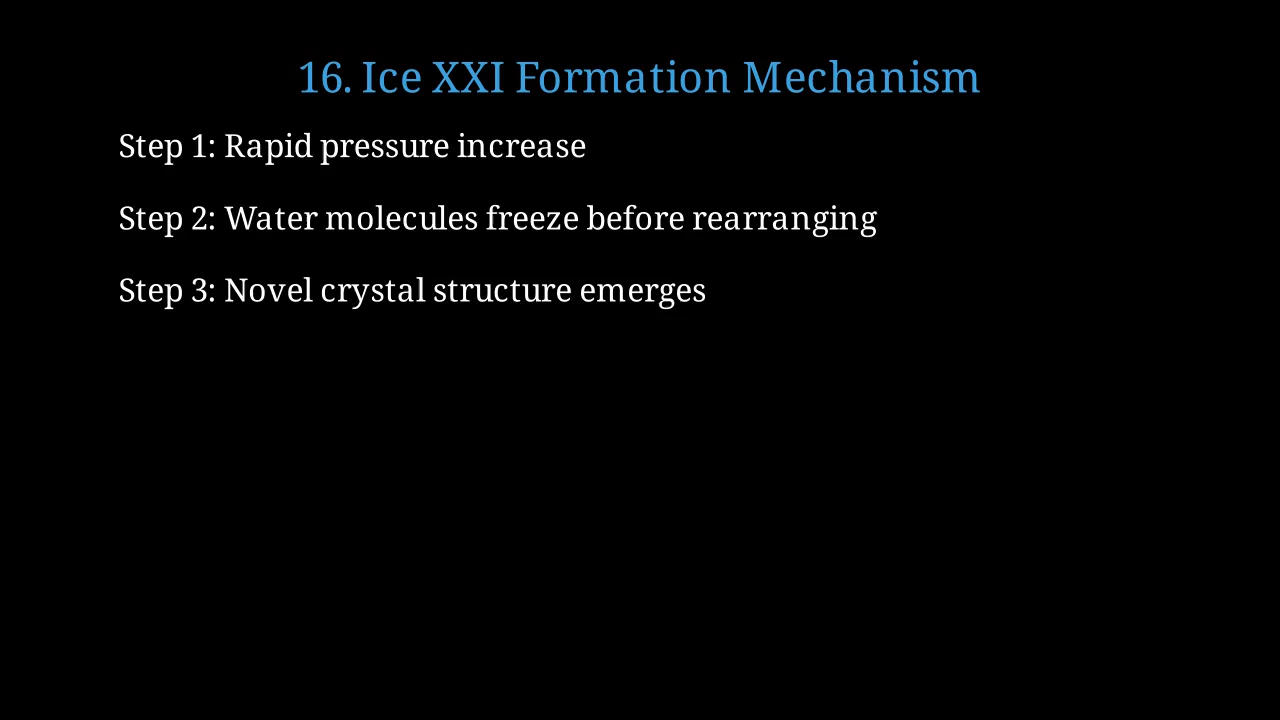 16. Ice XXI Formation Mechanism
Step 1: Rapid pressure increase
Step 2: Water molecules freeze before rearranging
Step 3: Novel crystal structure emerges